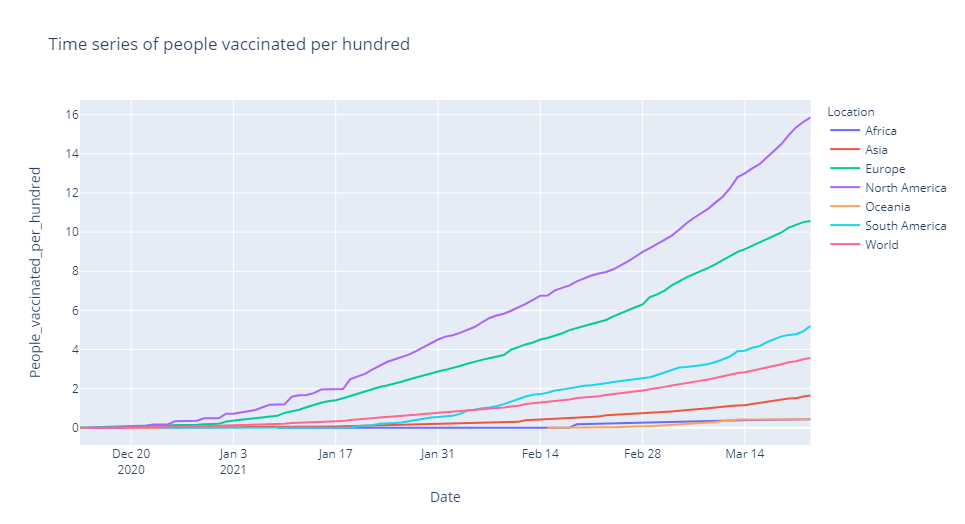 Time series of people vaccinated per hundred
People_vaccinated_per_hundred
16
14
12
10
8
6
4
2
0
Dec 20
2020
Jan 3
2021
Jan 17
Jan 31
Feb 14
Feb 28
Mar 14
Date
Location
Africa
Asia
Europe
North America
Oceania
South America
World